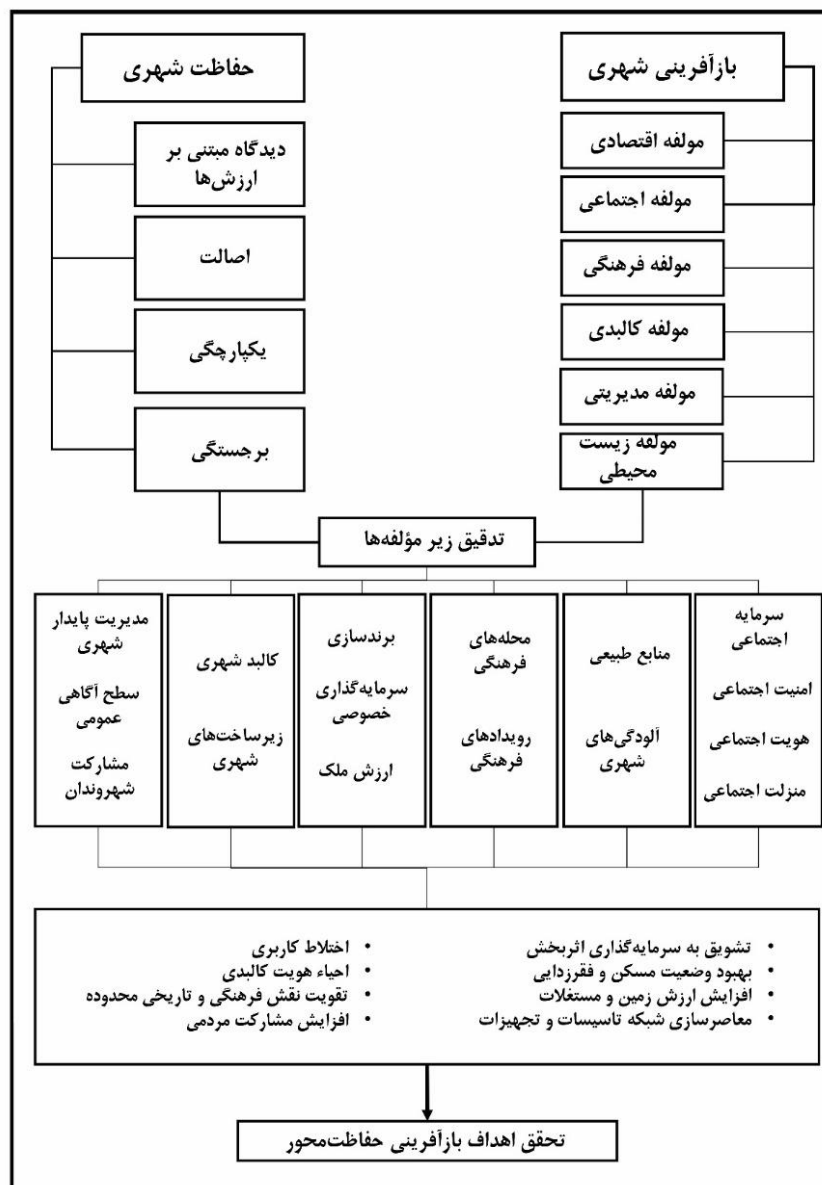 بازآفرینی شهری
مولفه اقتصادی
مولفه اجتماعی
مولفه فرهنگی
مولفه کالبدی
مولفه مدیریتی
مولفه زیست
محیطی
حفاظت شهری
دیدگاه مبتنی بر
ارزش‌ها
اصالت
یکپارچگی
برجستگی
تدقیق زیر مؤلفه‌ها
سرمایه
اجتماعی
امنیت اجتماعی
هویت اجتماعی
منزلت اجتماعی
منابع طبیعی
آلودگی‌های
شهری
محله‌های
فرهنگی
رویدادهای
فرهنگی
برندسازی
سرمایه‌گذاری
خصوصی
ارزش ملک
کالبد شهری
زیرساخت‌های
شهری
مدیریت پایدار
شهری
سطح آگاهی
عمومی
مشارکت
شهروندان
• تشویق به سرمایه‌گذاری اثربخش
• بهبود وضعیت مسکن و فقرزدایی
• افزایش ارزش زمین و مستغلات
• معاصرسازی شبکه تاسیسات و تجهیزات
• اختلاط کاربری
• احیاء هویت کالبدی
• تقویت نقش فرهنگی و تاریخی محدوده
• افزایش مشارکت مردمی
تحقق اهداف بازآفرینی حفاظت‌محور